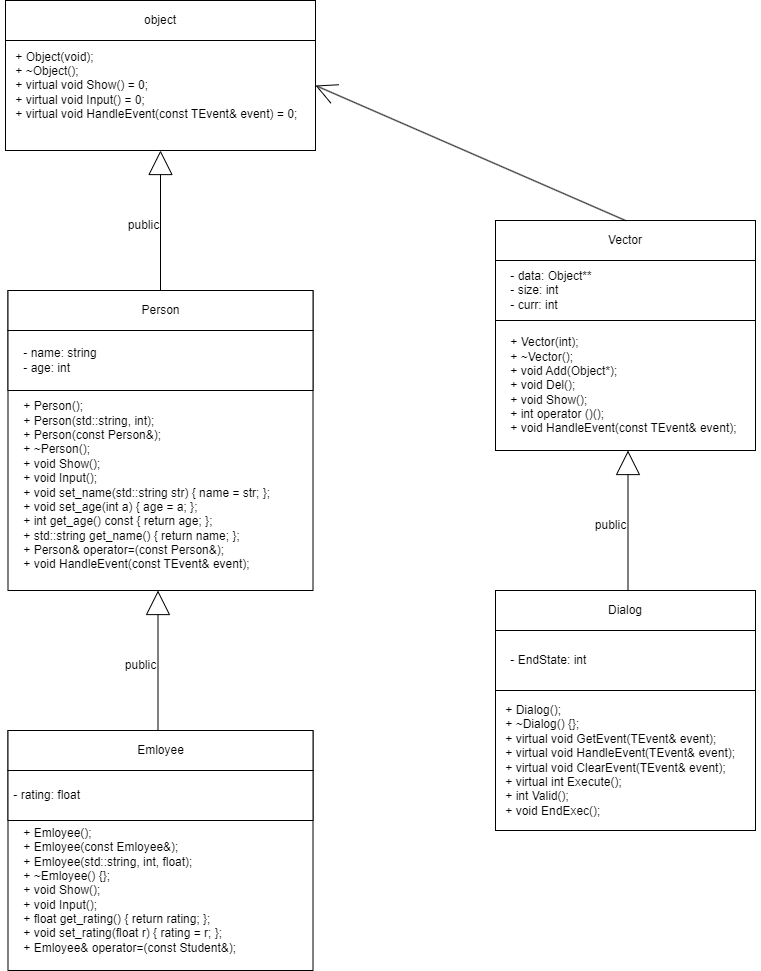 object
+ Object(void);
+ ~Object();
+ virtual void Show() = 0;
+ virtual void Input() = 0;
+ virtual void HandleEvent(const TEvent& event) = 0;
public
Person
- name: string
- age: int
+ Person();
+ Person(std::string, int);
+ Person(const Person&);
+ ~Person();
+ void Show();
+ void Input();
+ void set_name(std::string str) { name = str; };
+ void set_age(int a) { age = a; };
+ int get_age() const { return age; };
+ std::string get_name() { return name; };
+ Person& operator=(const Person&);
+ void HandleEvent(const TEvent& event);
public
Emloyee
- rating: float
+ Emloyee();
+ Emloyee(const Emloyee&);
+ Emloyee(std::string, int, float);
+ ~Emloyee() {};
+ void Show();
+ void Input();
+ float get_rating() { return rating; };
+ void set_rating(float r) { rating = r; };
+ Emloyee& operator=(const Student&);
Vector
- data: Object**
- size: int
- curr: int
+ Vector(int);
+ ~Vector();
+ void Add(Object*);
+ void Del();
+ void Show();
+ int operator ()();
+ void HandleEvent(const TEvent& event);
public
Dialog
- EndState: int
+ Dialog();
+ ~Dialog() {};
+ virtual void GetEvent(TEvent& event);
+ virtual void HandleEvent(TEvent& event);
+ virtual void ClearEvent(TEvent& event);
+ virtual int Execute();
+ int Valid();
+ void EndExec();